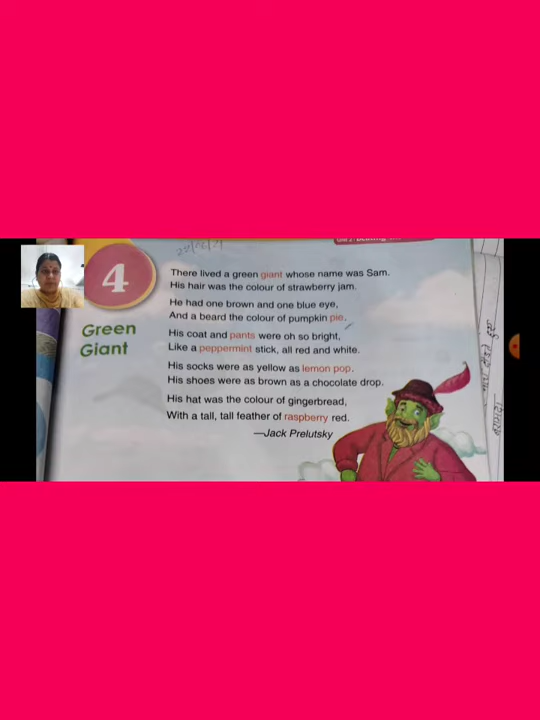 4
Green
Giant
There lived a green giant whose name was Sam.
His hair was the colour of strawberry jam.
He had one brown and one blue eye,
And a beard the colour of pumpkin pie.
His coat and pants were oh so bright,
Like a peppermint stick, all red and white.
His socks were as yellow as lemon pop.
His shoes were as brown as a chocolate drop.
His hat was the colour of gingerbread,
With a tall, tall feather of raspberry red.
—Jack Prelutsky